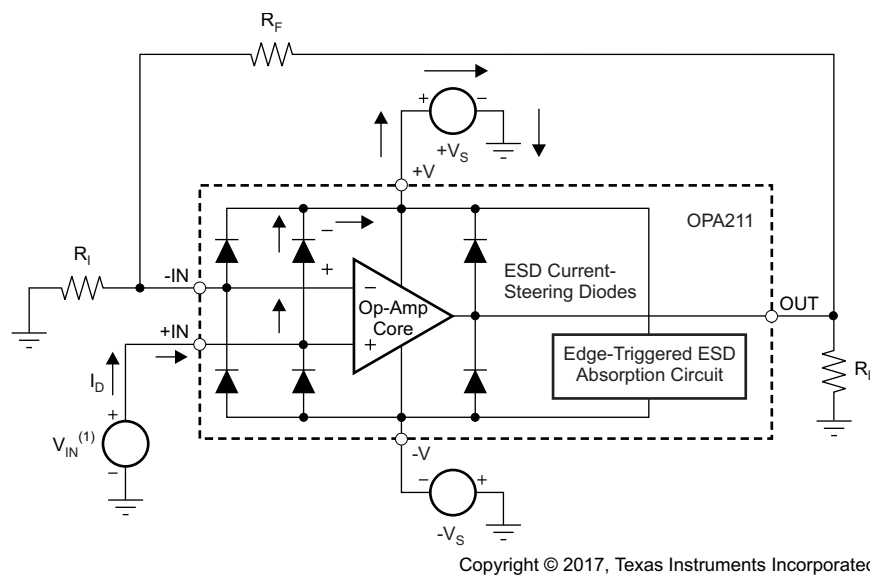 R_F
+ −
+V_S
+V
OPA211
−
+
R_I
-IN
−
ESD Current-
Steering Diodes
Op-Amp
Core
OUT
+IN
+
Edge-Triggered ESD
Absorption Circuit
R_L
I_D
+
V_IN^(1)
−
-V
− +
-V_S
Copyright © 2017, Texas Instruments Incorporated